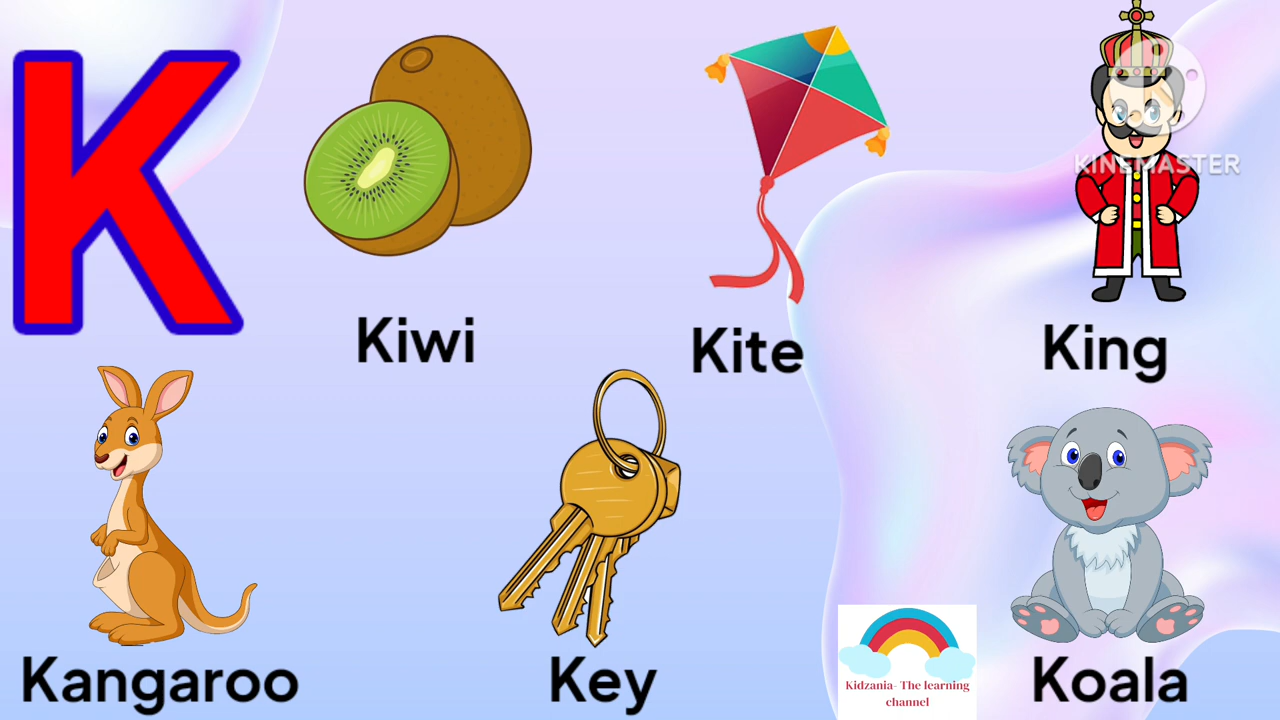 K
Kiwi
Kite
King
KINEMASTER
Kangaroo
Key
Koala
Kidzania- The learning
channel